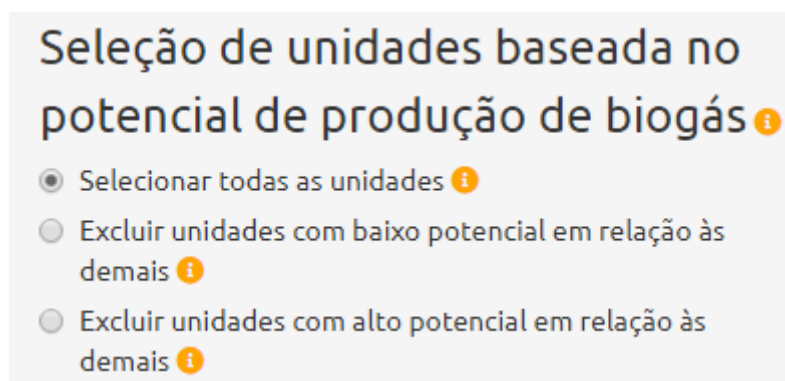 Seleção de unidades baseada no
potencial de produção de biogás
Selecionar todas as unidades
Excluir unidades com baixo potencial em relação às
demais
Excluir unidades com alto potencial em relação às
demais